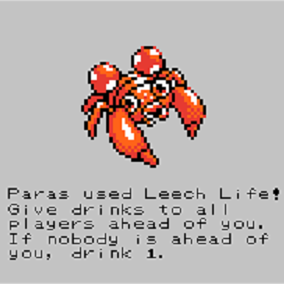 Paras used Leech Life!
Give drinks to all
players ahead of you.
If nobody is ahead of
you, drink 1.